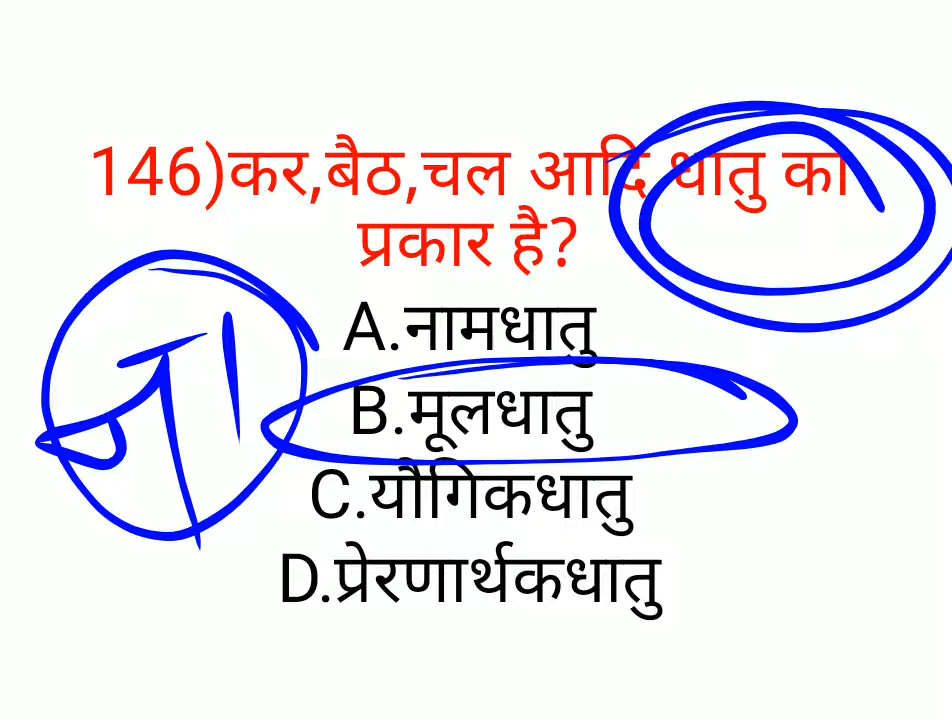 146)कर,बैठ,चल आदि धातु का
प्रकार है?
A.नामधातु
जा
B.मूलधातु
C.यौगिकधातु
D.प्रेरणार्थकधातु